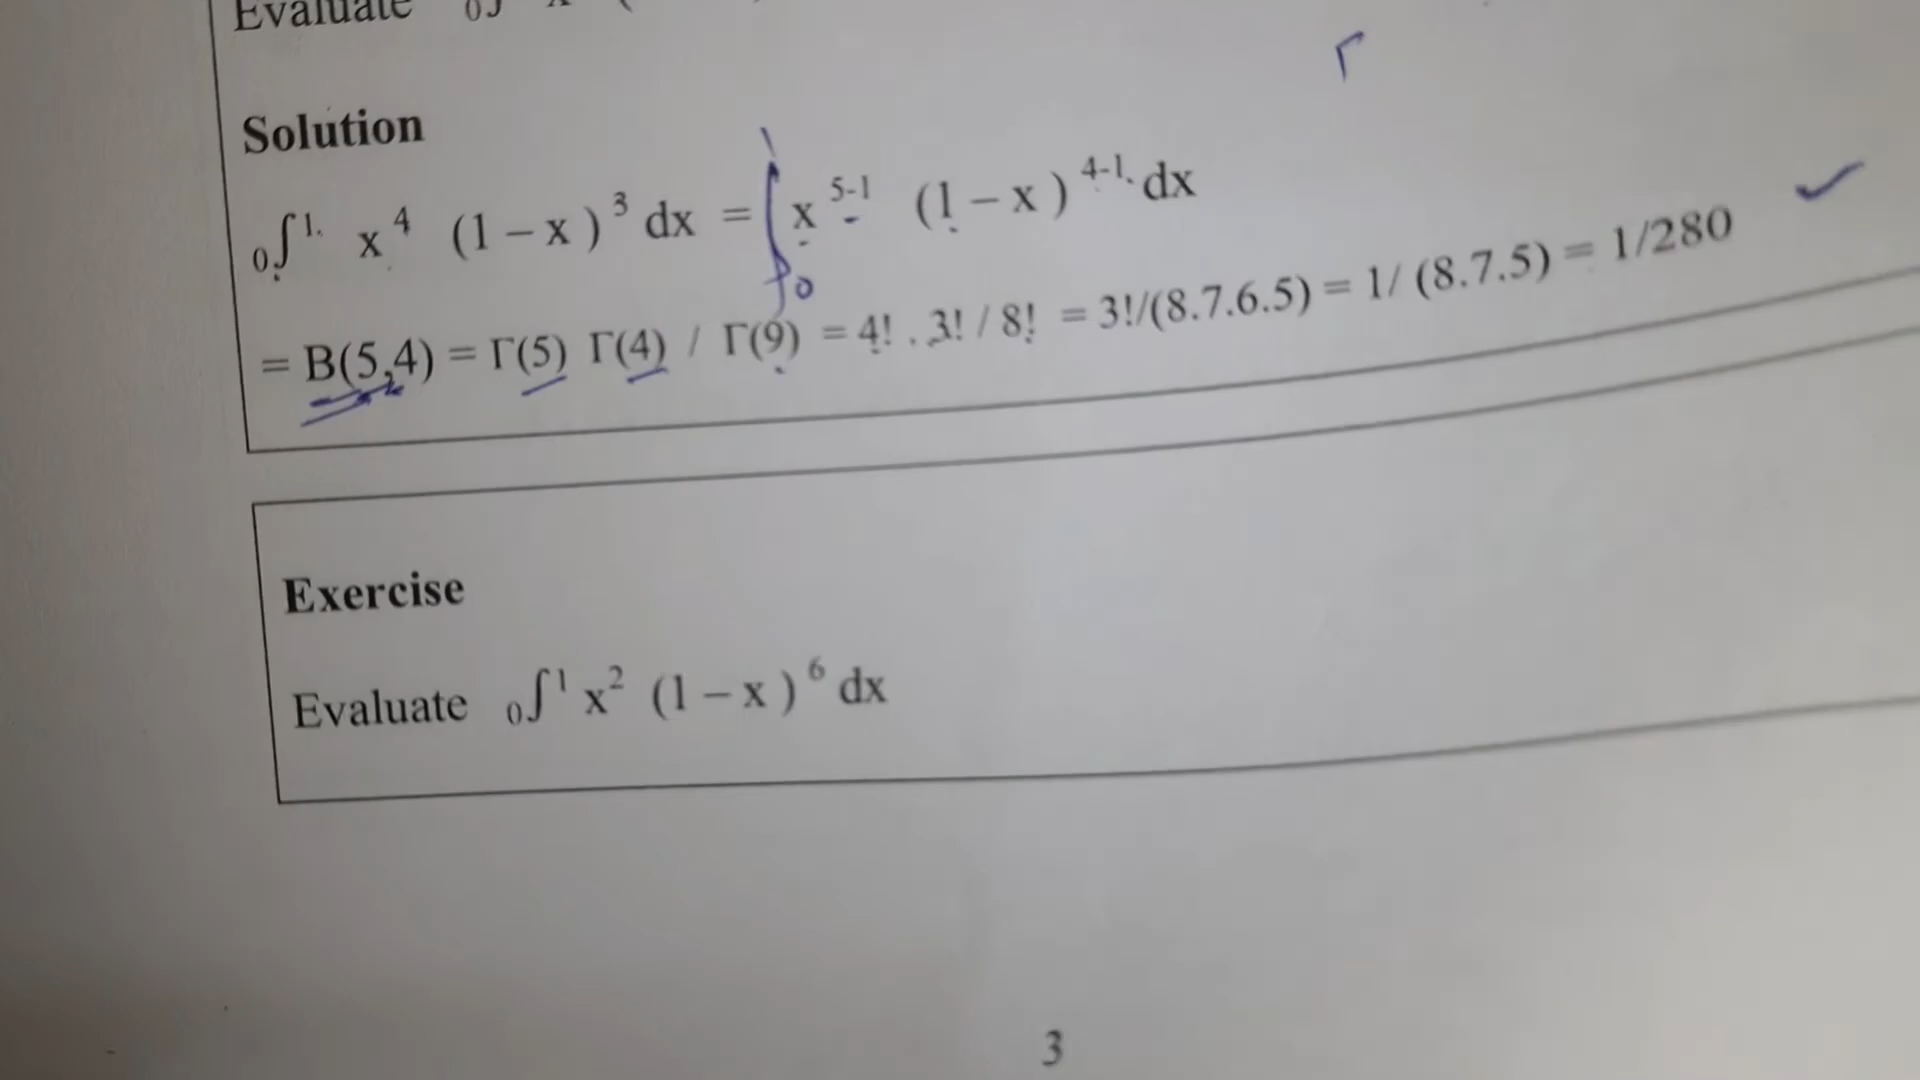 Evaluate ₀∫ x (
Γ
Solution
₀∫¹· x⁴ (1 – x)³ dx = ∫₀¹ x⁵⁻¹ (1 – x)⁴⁻¹· dx
= B(5,4) = Γ(5) Γ(4) / Γ(9) = 4! . 3! / 8! = 3!/(8.7.6.5) = 1/ (8.7.5) = 1/280
Exercise
Evaluate ₀∫¹ x² (1 – x)⁶ dx
3